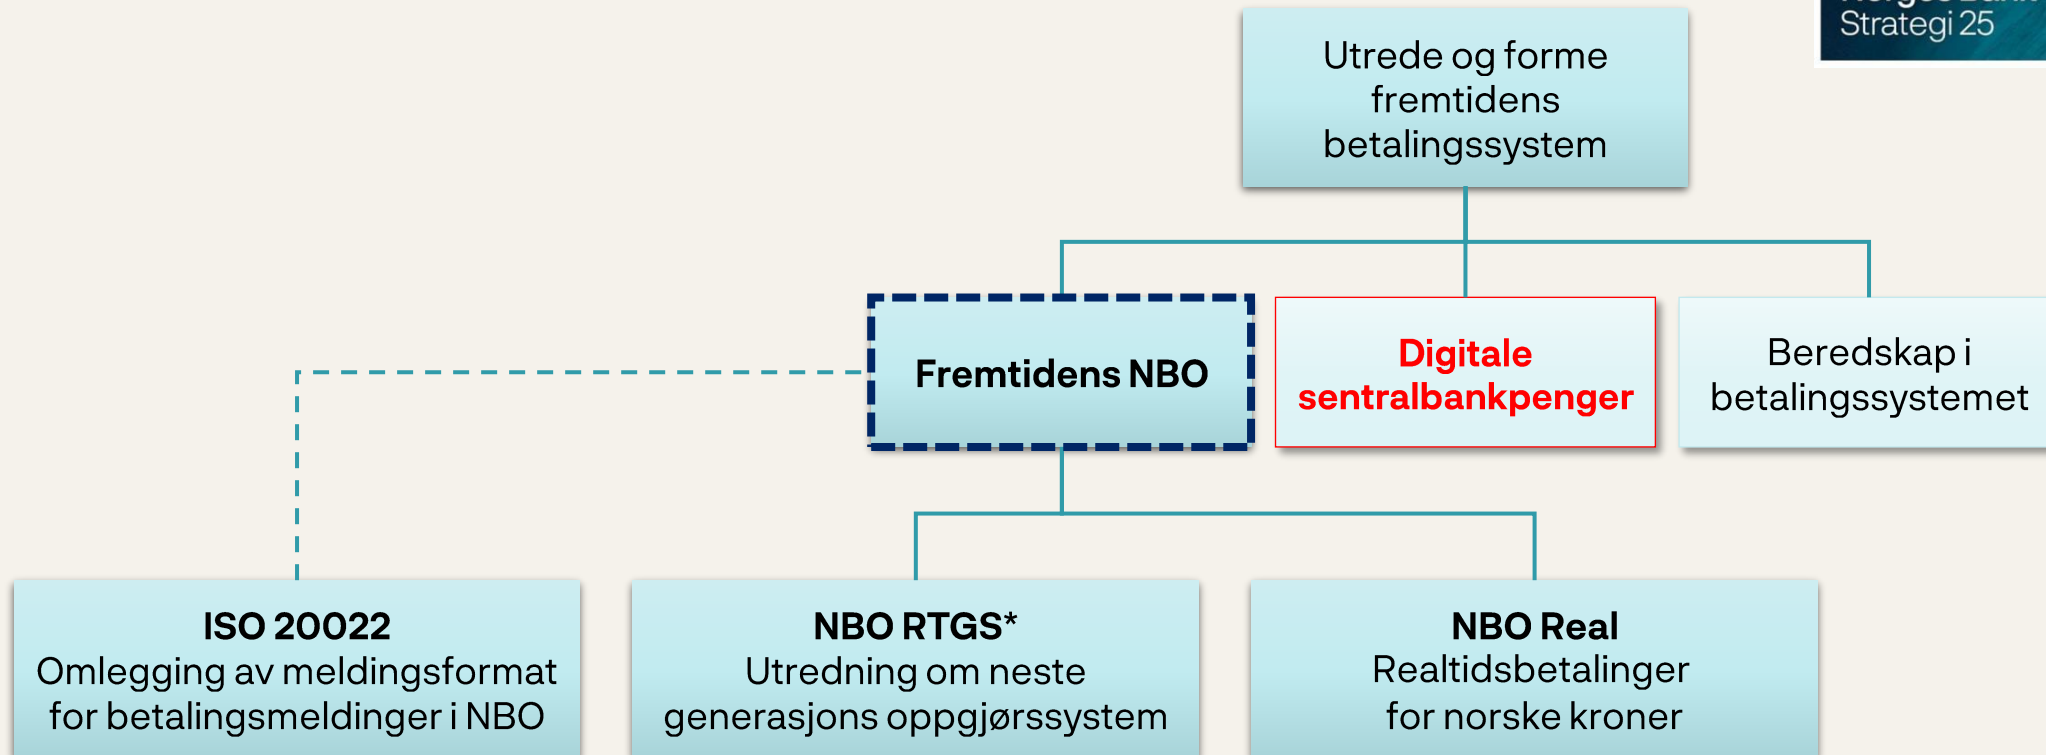 Strategi 25
Utrede og forme
fremtidens
betalingssystem
Fremtidens NBO
Digitale
sentralbankpenger
Beredskap i
betalingssystemet
ISO 20022
Omlegging av meldingsformat
for betalingsmeldinger i NBO
NBO RTGS*
Utredning om neste
generasjons oppgjørssystem
NBO Real
Realtidsbetalinger
for norske kroner